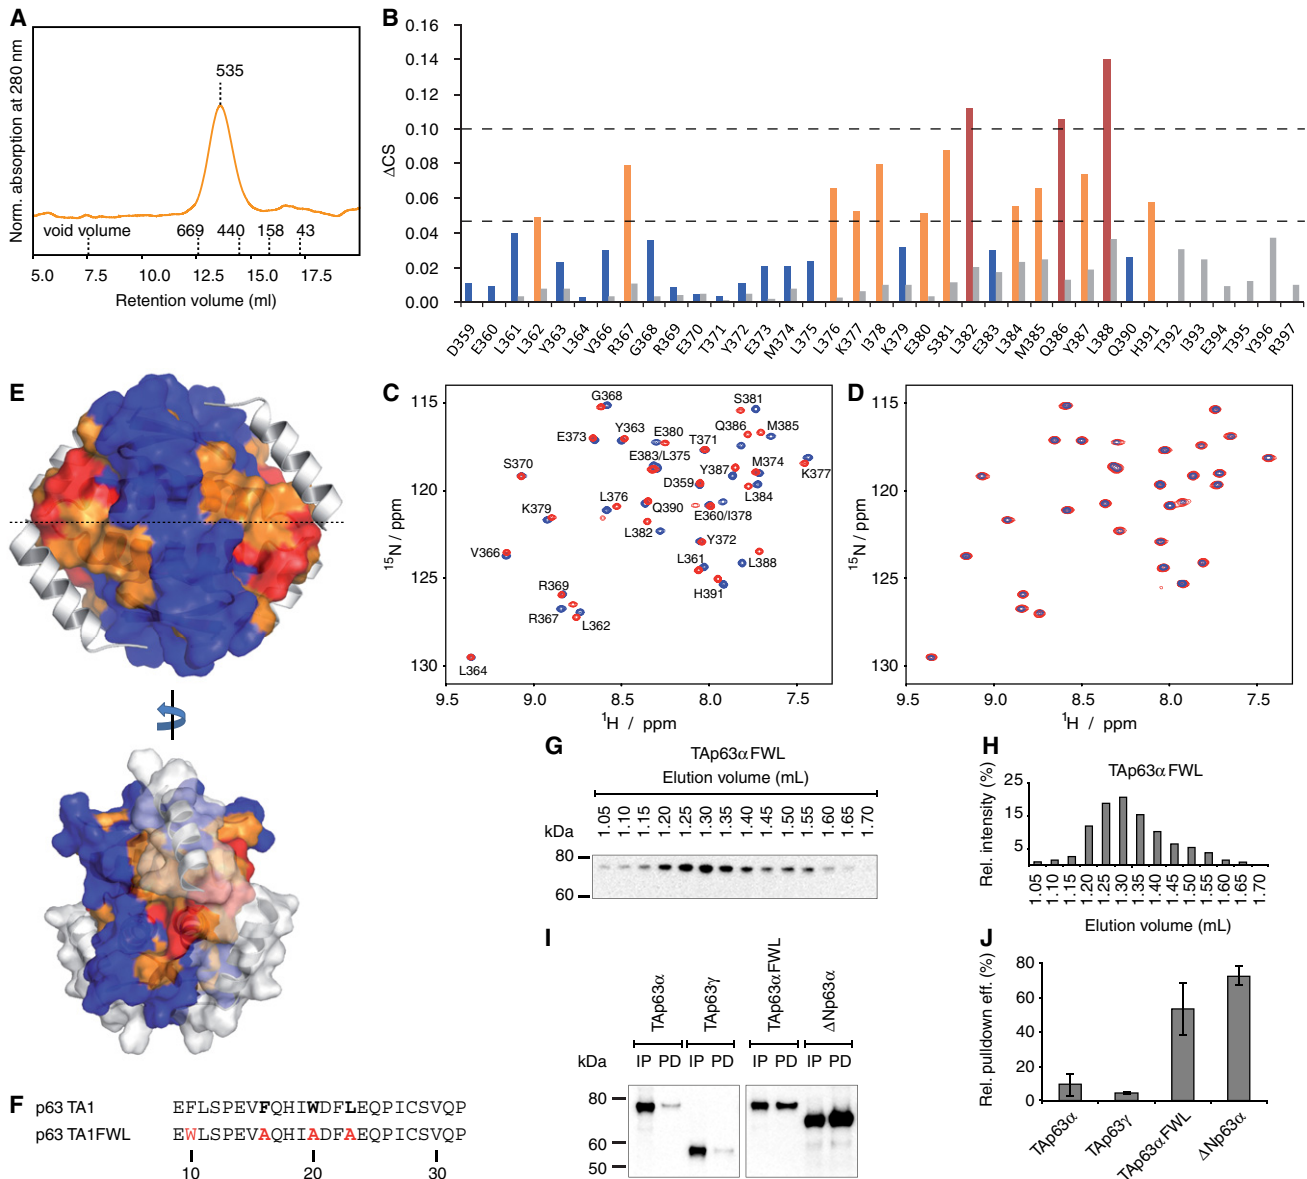 A
Norm. absorption at 280 nm
535
void volume
669
440
158
43
5.0
7.5
10.0
12.5
15.0
17.5
Retention volume (ml)
B
ΔCS
0.16
0.14
0.12
0.10
0.08
0.06
0.04
0.02
0.00
D359
E360
L361
L362
Y363
L364
V366
R367
G368
R369
E370
T371
Y372
E373
M374
L375
L376
K377
I378
K379
E380
S381
L382
E383
L384
M385
Q386
Y387
L388
Q390
H391
T392
I393
E394
T395
Y396
R397
E
C
15N / ppm
115
120
125
130
9.5
9.0
8.5
8.0
7.5
1H / ppm
G368
S381
Y363
E380
Q386
M385
E373
T371
E383/L375
S370
Y387
M374
K377
D359
L376
L384
K379
Q390
E360/I378
L382
Y372
V366
L361
L388
R369
H391
R367
L362
L364
D
15N / ppm
115
120
125
130
9.5
9.0
8.5
8.0
7.5
1H / ppm
G
TAp63α FWL
Elution volume (mL)
kDa
1.05
1.10
1.15
1.20
1.25
1.30
1.35
1.40
1.45
1.50
1.55
1.60
1.65
1.70
80
60
H
TAp63α FWL
Rel. intensity (%)
25
15
5
1.05
1.10
1.15
1.20
1.25
1.30
1.35
1.40
1.45
1.50
1.55
1.60
1.65
1.70
Elution volume (mL)
I
TAp63α
TAp63γ
TAp63α FWL
ΔNp63α
kDa
IP PD IP PD IP PD IP PD
80
60
50
J
Rel. pulldown eff. (%)
80
60
40
20
0
TAp63α
TAp63γ
TAp63α FWL
ΔNp63α
F
p63 TA1 EFLSPEVFQHIWDFLEQPICSVQP
p63 TA1FWL EWLSPEVAQHIADFAEQPICSVQP
10
20
30